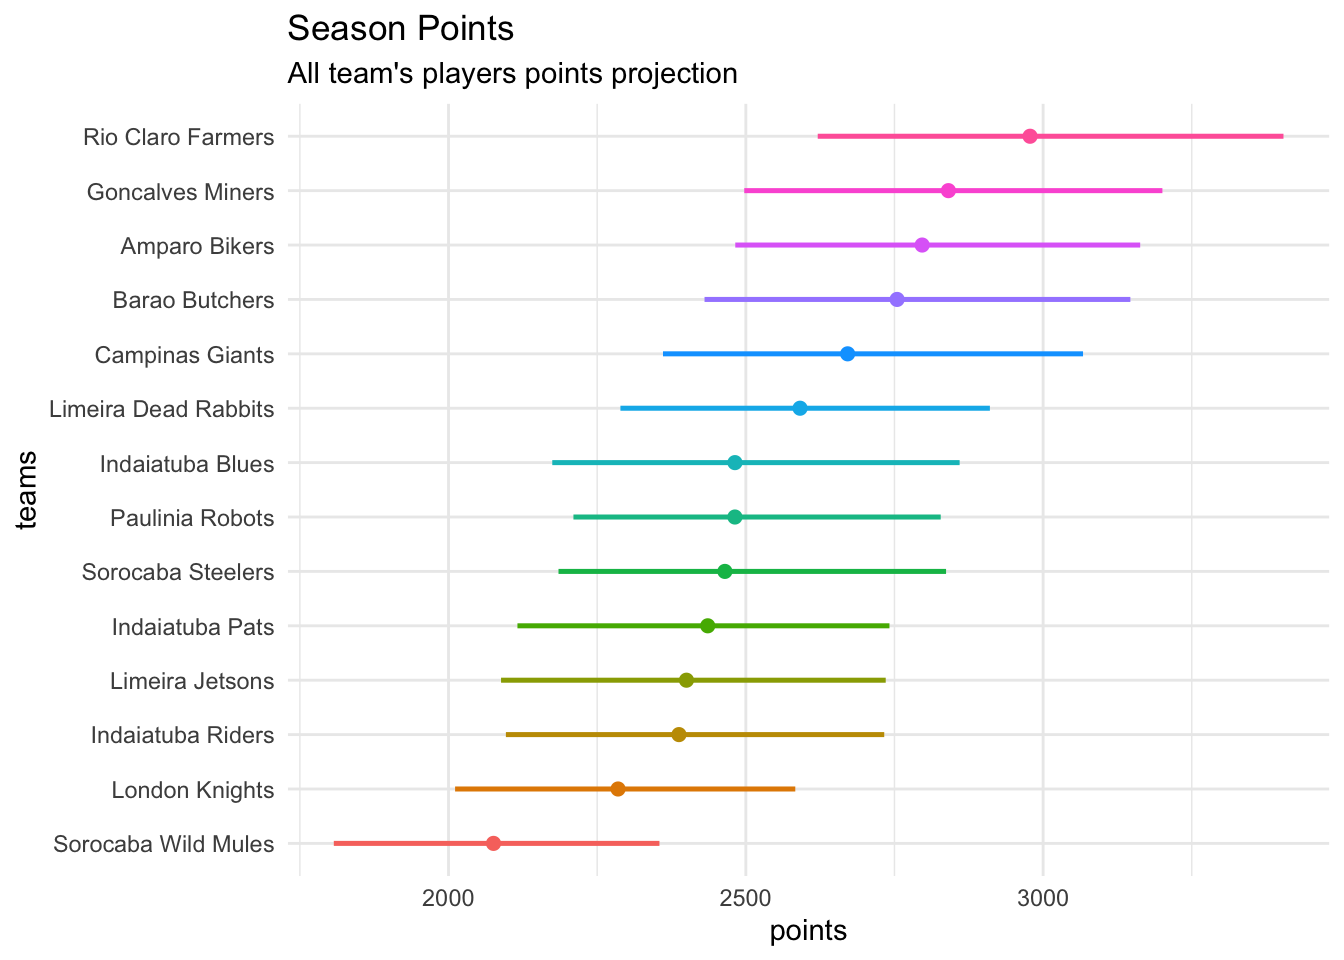 Season Points
All team's players points projection
teams
Rio Claro Farmers
Goncalves Miners
Amparo Bikers
Barao Butchers
Campinas Giants
Limeira Dead Rabbits
Indaiatuba Blues
Paulinia Robots
Sorocaba Steelers
Indaiatuba Pats
Limeira Jetsons
Indaiatuba Riders
London Knights
Sorocaba Wild Mules
2000 2500 3000
points